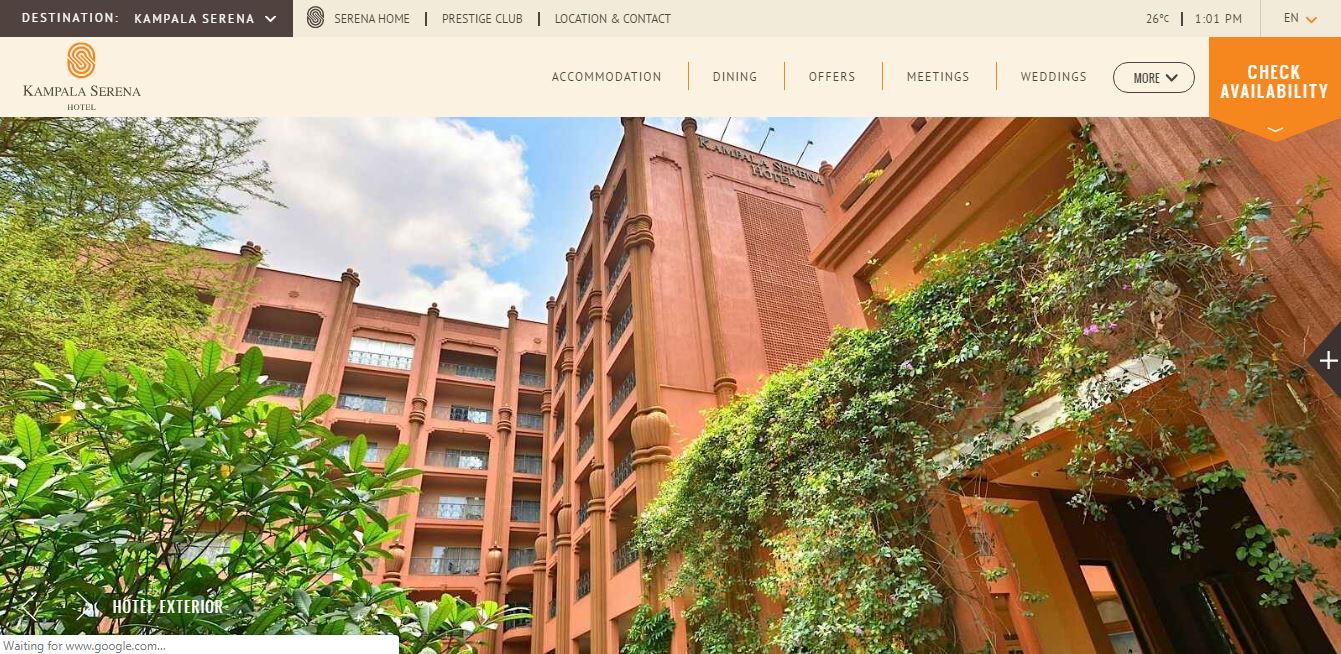 DESTINATION: KAMPALA SERENA
SERENA HOME
PRESTIGE CLUB
LOCATION & CONTACT
26°C
1:01 PM
EN
KAMPALA SERENA
HOTEL
ACCOMMODATION
DINING
OFFERS
MEETINGS
WEDDINGS
MORE
CHECK
AVAILABILITY
KAMPALA SERENA
HOTEL
HOTEL EXTERIOR
Waiting for www.google.com...